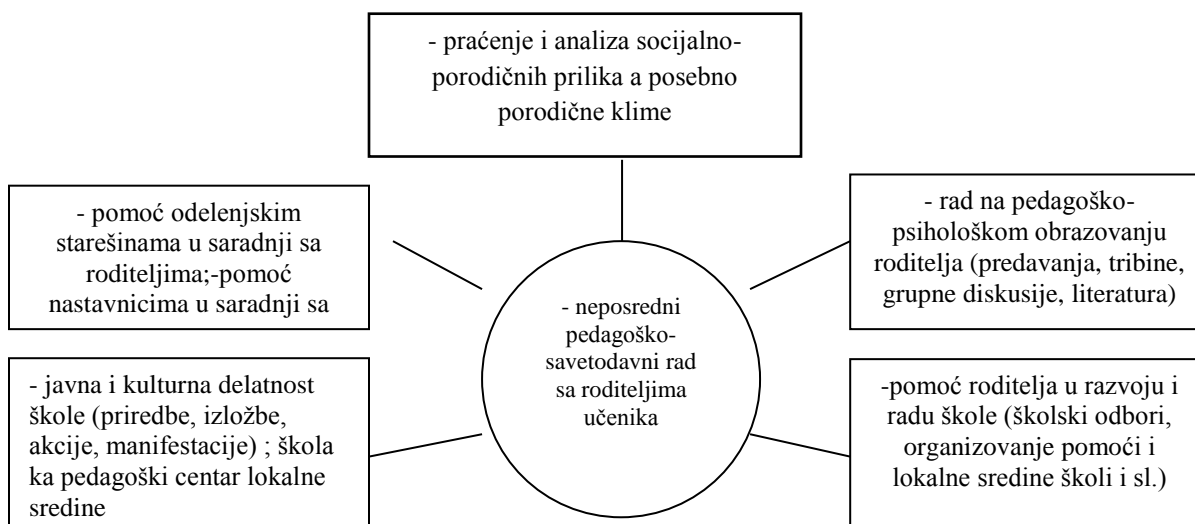 - praćenje i analiza socijalno-
porodičnih prilika a posebno
porodične klime
- pomoć odelenjskim
starešinama u saradnji sa
roditeljima;-pomoć
nastavnicima u saradnji sa
- rad na pedagoško-
psihološkom obrazovanju
roditelja (predavanja, tribine,
grupne diskusije, literatura)
- neposredni
pedagoško-
savetodavni rad
sa roditeljima
učenika
- javna i kulturna delatnost
škole (priredbe, izložbe,
akcije, manifestacije) ; škola
ka pedagoški centar lokalne
sredine
-pomoć roditelja u razvoju i
radu škole (školski odbori,
organizovanje pomoći i
lokalne sredine školi i sl.)